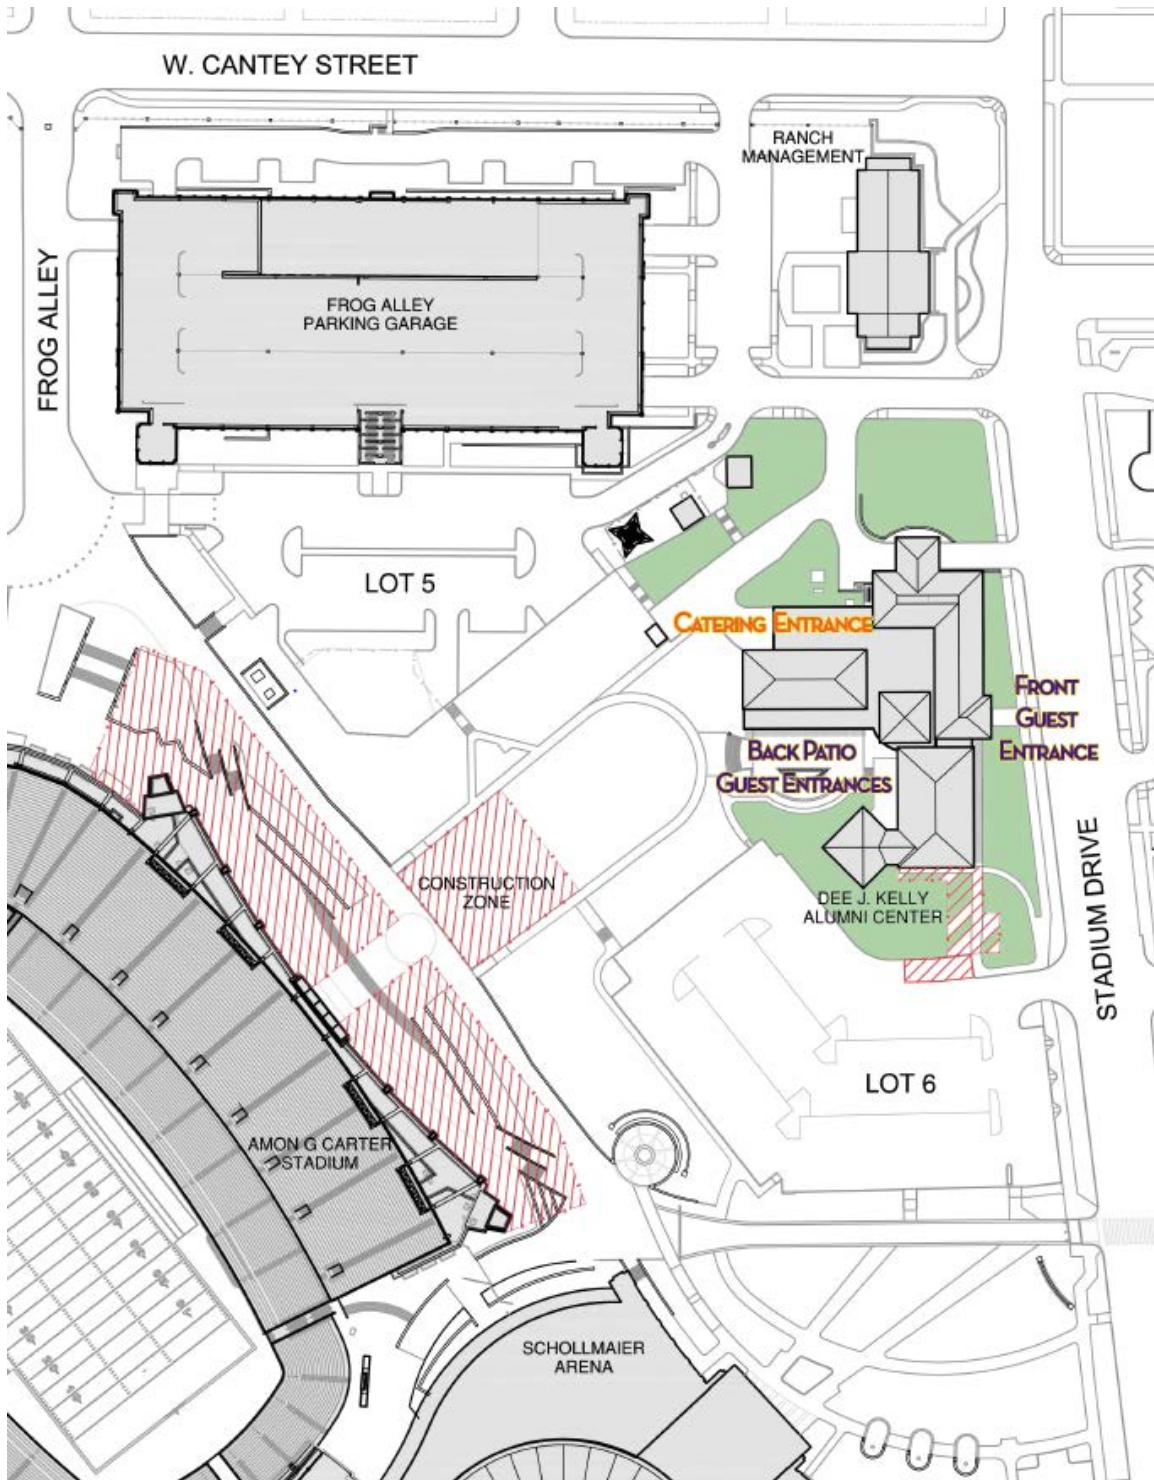 W. CANTEY STREET
RANCH
MANAGEMENT
FROG ALLEY
FROG ALLEY
PARKING GARAGE
LOT 5
CATERING ENTRANCE
FRONT
GUEST
ENTRANCE
BACK PATIO
GUEST ENTRANCES
CONSTRUCTION
ZONE
DEE J. KELLY
ALUMNI CENTER
STADIUM DRIVE
LOT 6
AMON G CARTER
STADIUM
SCHOLLMAIER
ARENA